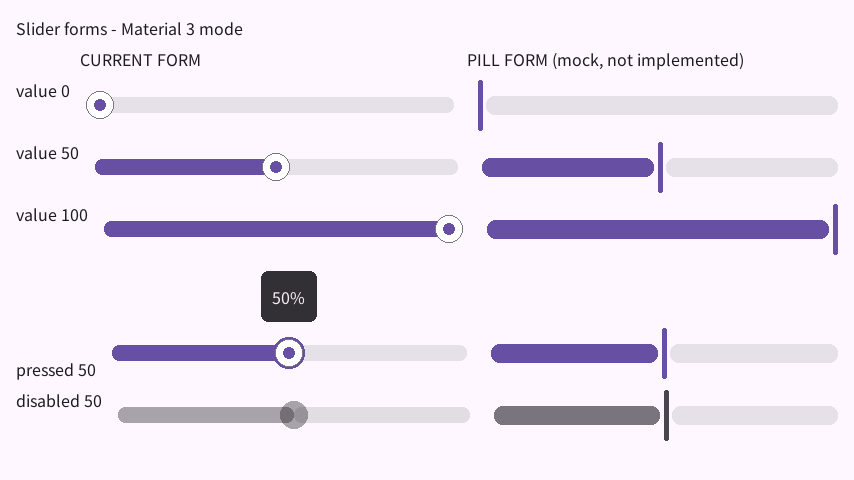 Slider forms - Material 3 mode
CURRENT FORM
PILL FORM (mock, not implemented)
value 0
value 50
value 100
50%
pressed 50
disabled 50